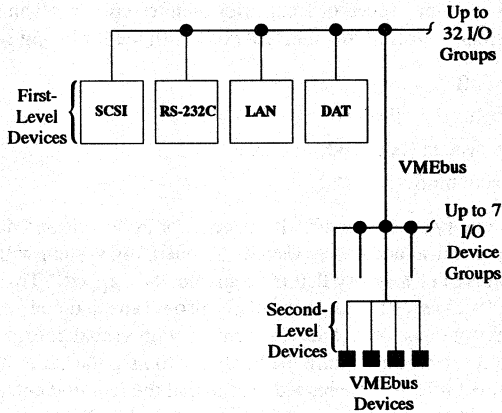 Up to
32 I/O
Groups
First-
Level
Devices
SCSI
RS-232C
LAN
DAT
VMEbus
Up to 7
I/O
Device
Groups
Second-
Level
Devices
VMEbus
Devices